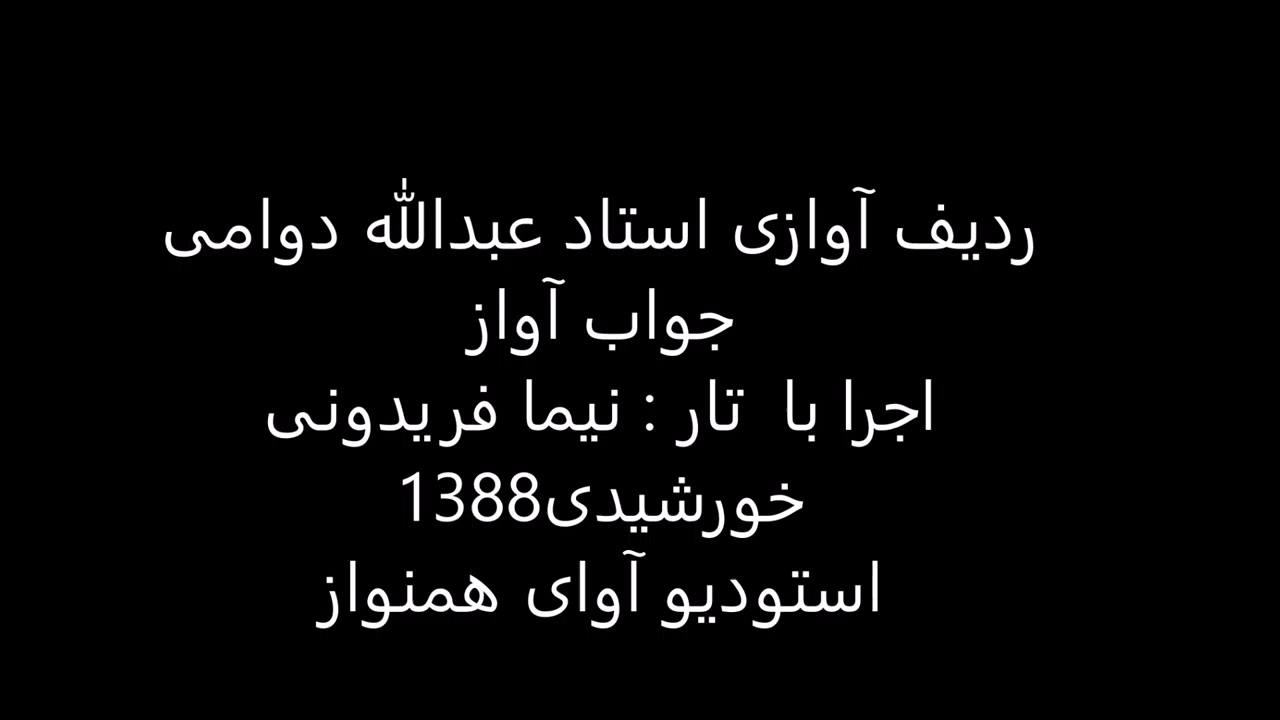 ردیف آوازی استاد عبدالله دوامی
جواب آواز
اجرا با  تار : نیما فریدونی
خورشیدی1388
استودیو آوای همنواز